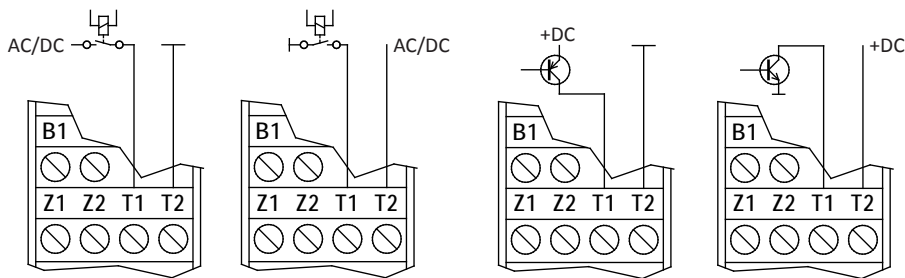 AC/DC
B1
Z1 Z2 T1 T2
AC/DC
B1
Z1 Z2 T1 T2
+DC
B1
Z1 Z2 T1 T2
+DC
B1
Z1 Z2 T1 T2